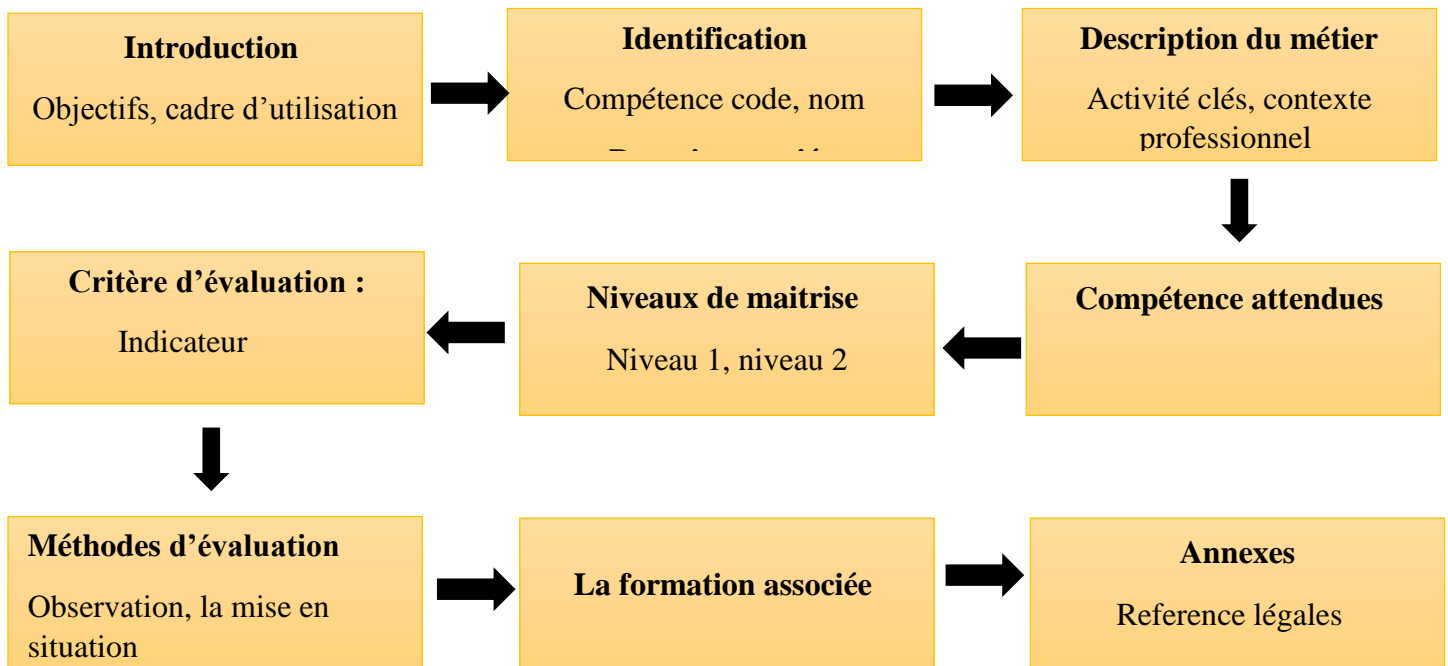 Introduction
Objectifs, cadre d’utilisation
Identification
Compétence code, nom
Description du métier
Activité clés, contexte
professionnel
Compétence attendues
Niveaux de maitrise
Niveau 1, niveau 2
Critère d’évaluation :
Indicateur
Méthodes d’évaluation
Observation, la mise en
situation
La formation associée
Annexes
Reference légales